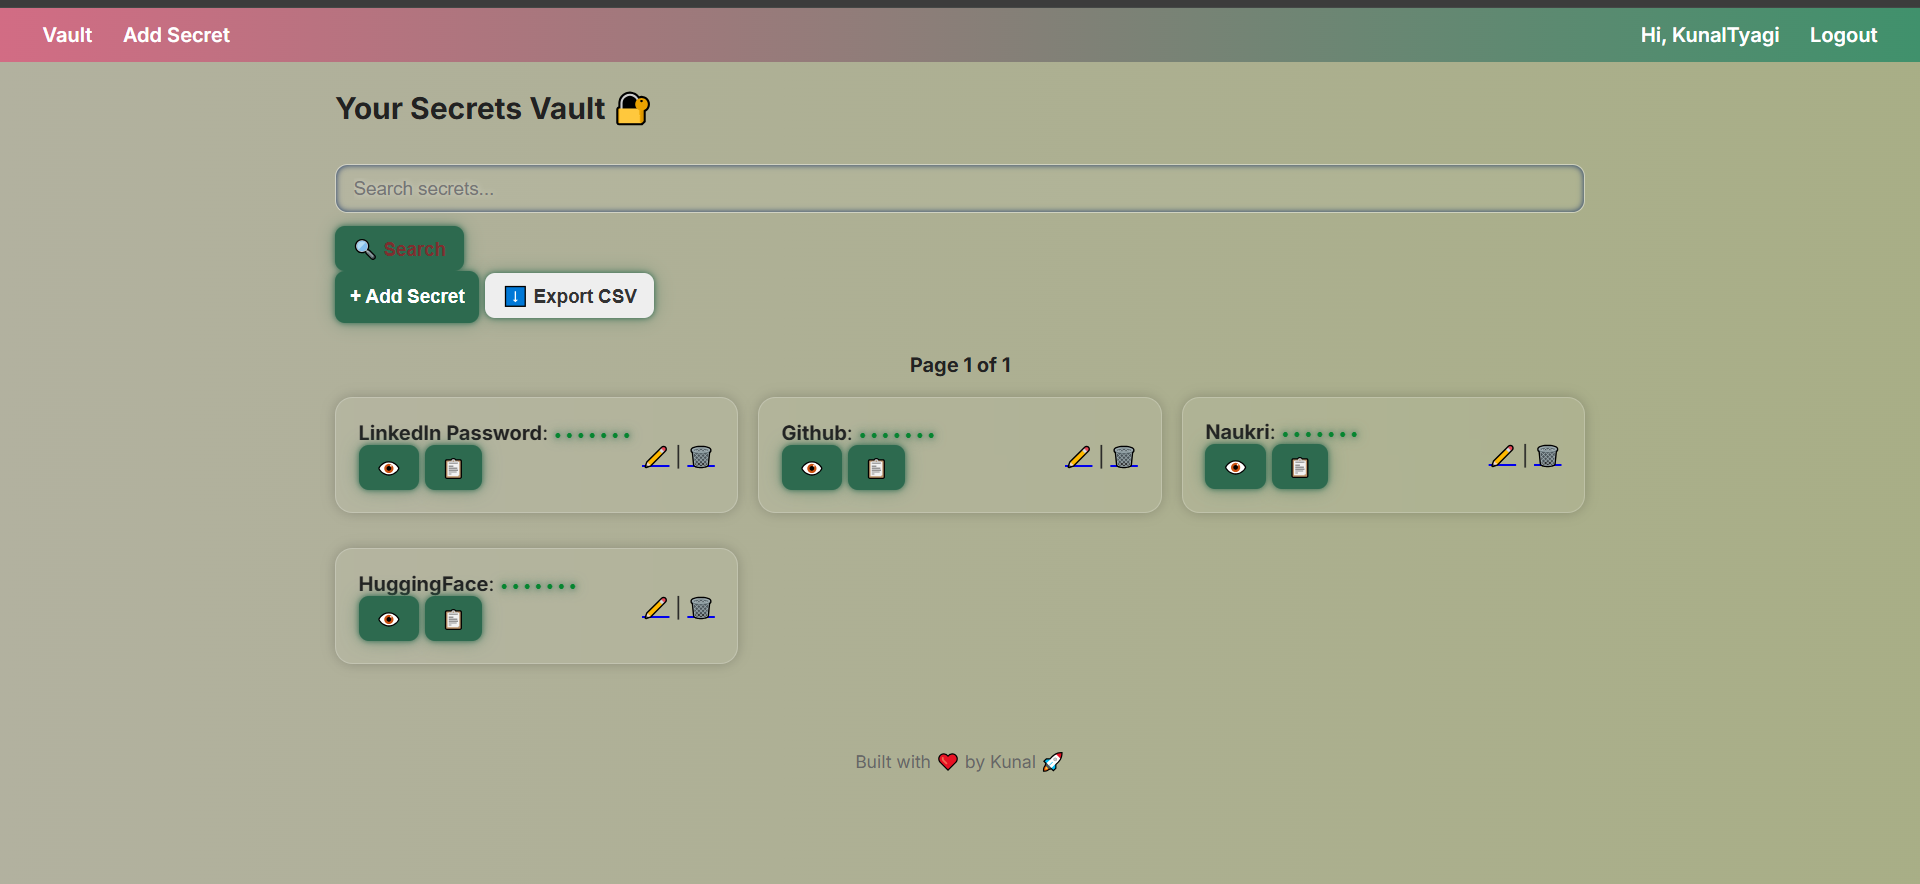 Vault Add Secret Hi, KunalTyagi Logout
Your Secrets Vault 🔐
Search secrets...
🔍 Search
+ Add Secret ⬇️ Export CSV
Page 1 of 1
LinkedIn Password: •••••••
Github: •••••••
Naukri: •••••••
HuggingFace: •••••••
Built with ❤️ by Kunal 🚀